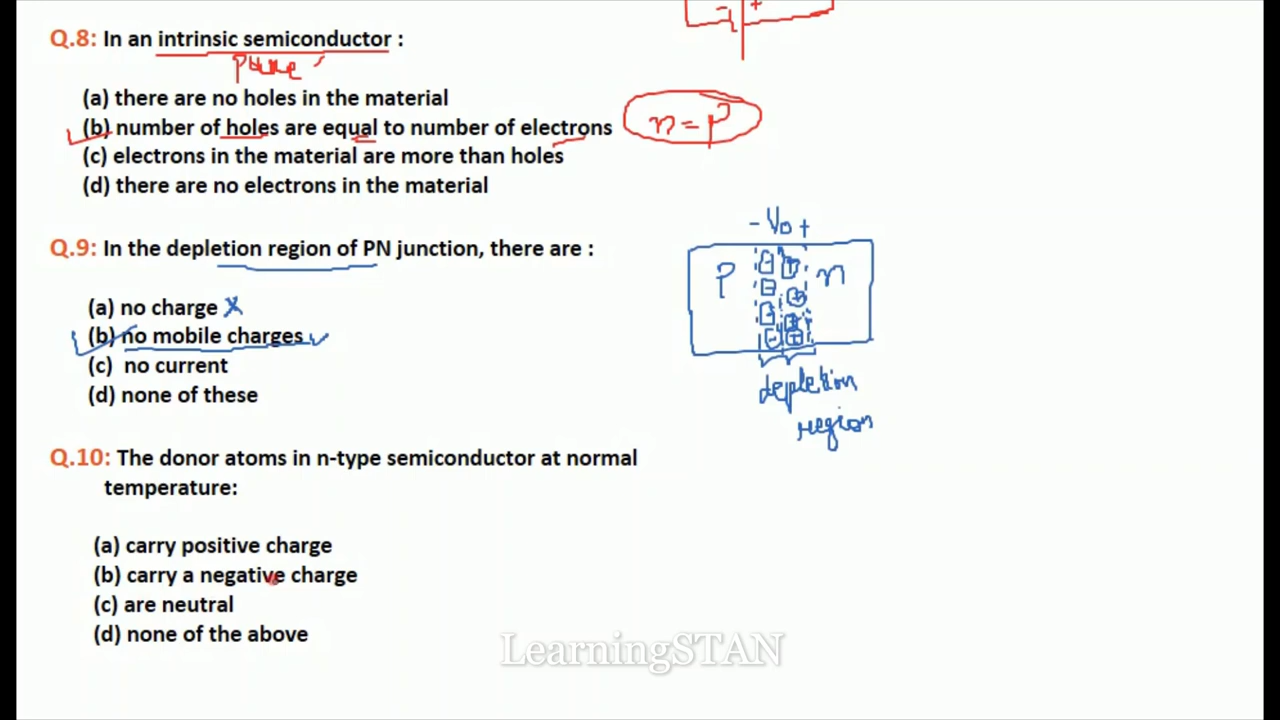 Q.8: In an intrinsic semiconductor :
pure
(a) there are no holes in the material
(b) number of holes are equal to number of electrons
n = p
(c) electrons in the material are more than holes
(d) there are no electrons in the material
- V0 +
Q.9: In the depletion region of PN junction, there are :
p n
(a) no charge
(b) no mobile charges
(c) no current
(d) none of these
depletion
region
Q.10: The donor atoms in n-type semiconductor at normal
temperature:
(a) carry positive charge
(b) carry a negative charge
(c) are neutral
(d) none of the above
LearningSTAN